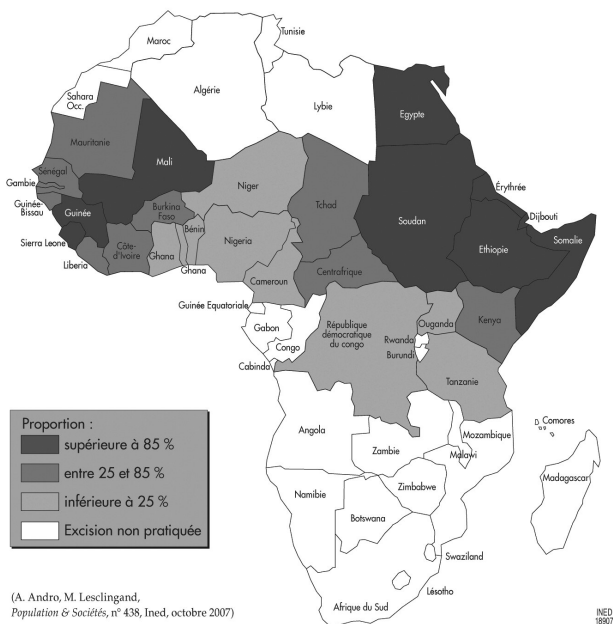 Tunisie
Maroc
Algérie
Lybie
Egypte
Sahara
Occ.
Mauritanie
Mali
Niger
Tchad
Soudan
Érythrée
Djibouti
Somalie
Ethiopie
Sénégal
Gambie
Guinée-
Bissau
Guinée
Sierra Leone
Liberia
Côte-
d'Ivoire
Burkina
Faso
Ghana
Bénin
Ghana
Nigeria
Cameroun
Centrafrique
Guinée Equatoriale
Gabon
Congo
Cabinda
République
démocratique
du congo
Ouganda
Kenya
Rwanda
Burundi
Tanzanie
Angola
Zambie
Malawi
Mozambique
Comores
Madagascar
Zimbabwe
Namibie
Botswana
Swaziland
Lésotho
Afrique du Sud
Proportion :
supérieure à 85 %
entre 25 et 85 %
inférieure à 25 %
Excision non pratiquée
(A. Andro, M. Lesclingand,
Population & Sociétés, n° 438, Ined, octobre 2007)
INED
18907